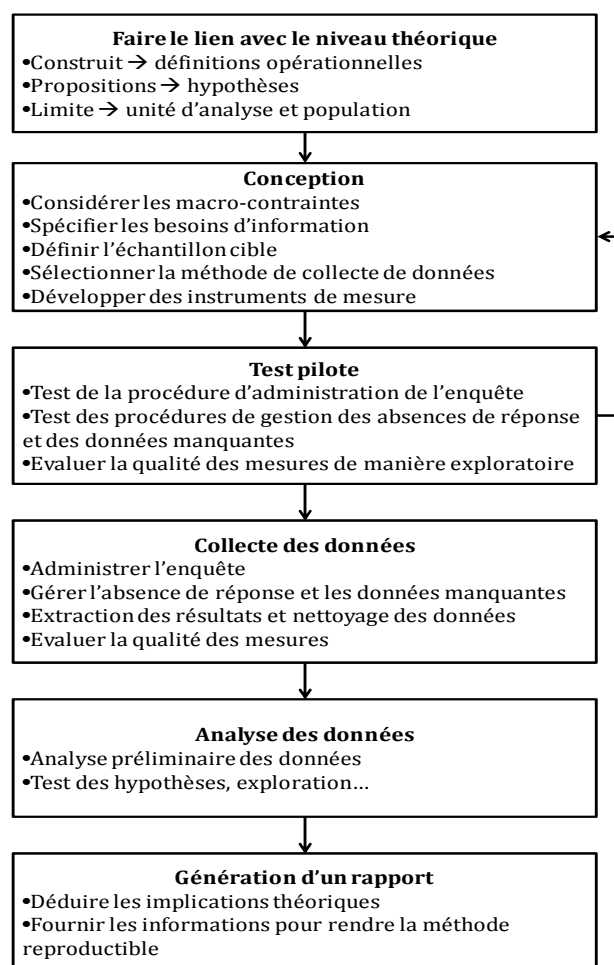 Faire le lien avec le niveau théorique
•Construit → définitions opérationnelles
•Propositions → hypothèses
•Limite → unité d'analyse et population
Conception
•Considérer les macro-contraintes
•Spécifier les besoins d'information
•Définir l'échantillon cible
•Sélectionner la méthode de collecte de données
•Développer des instruments de mesure
Test pilote
•Test de la procédure d'administration de l'enquête
•Test des procédures de gestion des absences de réponse
et des données manquantes
•Evaluer la qualité des mesures de manière exploratoire
Collecte des données
•Administrer l'enquête
•Gérer l'absence de réponse et les données manquantes
•Extraction des résultats et nettoyage des données
•Evaluer la qualité des mesures
Analyse des données
•Analyse préliminaire des données
•Test des hypothèses, exploration…
Génération d'un rapport
•Déduire les implications théoriques
•Fournir les informations pour rendre la méthode
reproductible